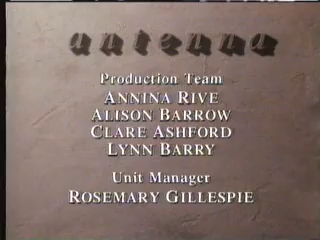 antenna
Production Team
ANNINA RIVE
ALISON BARROW
CLARE ASHFORD
LYNN BARRY
Unit Manager
ROSEMARY GILLESPIE